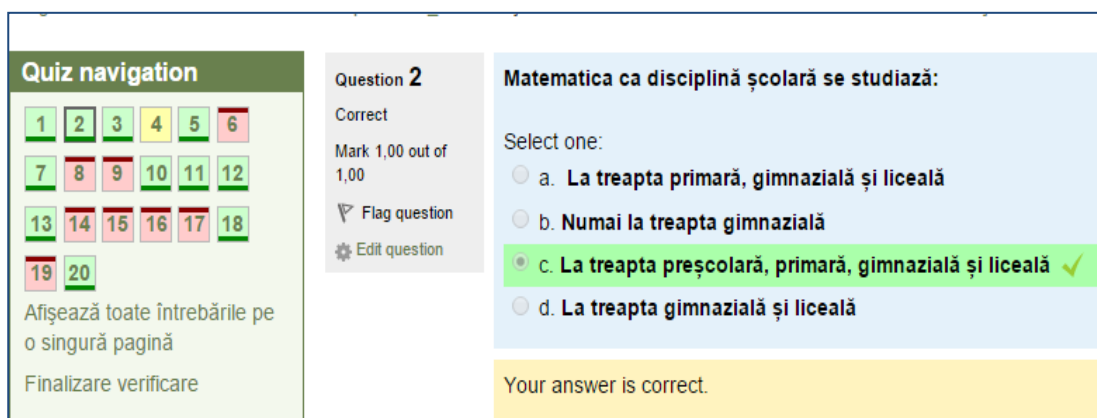 Quiz navigation
1 2 3 4 5 6
7 8 9 10 11 12
13 14 15 16 17 18
19 20
Afişează toate întrebările pe
o singură pagină
Finalizare verificare
Question 2
Correct
Mark 1,00 out of
1,00
Flag question
Edit question
Matematica ca disciplină școlară se studiază:
Select one:
a. La treapta primară, gimnazială și liceală
b. Numai la treapta gimnazială
c. La treapta preșcolară, primară, gimnazială și liceală
d. La treapta gimnazială și liceală
Your answer is correct.